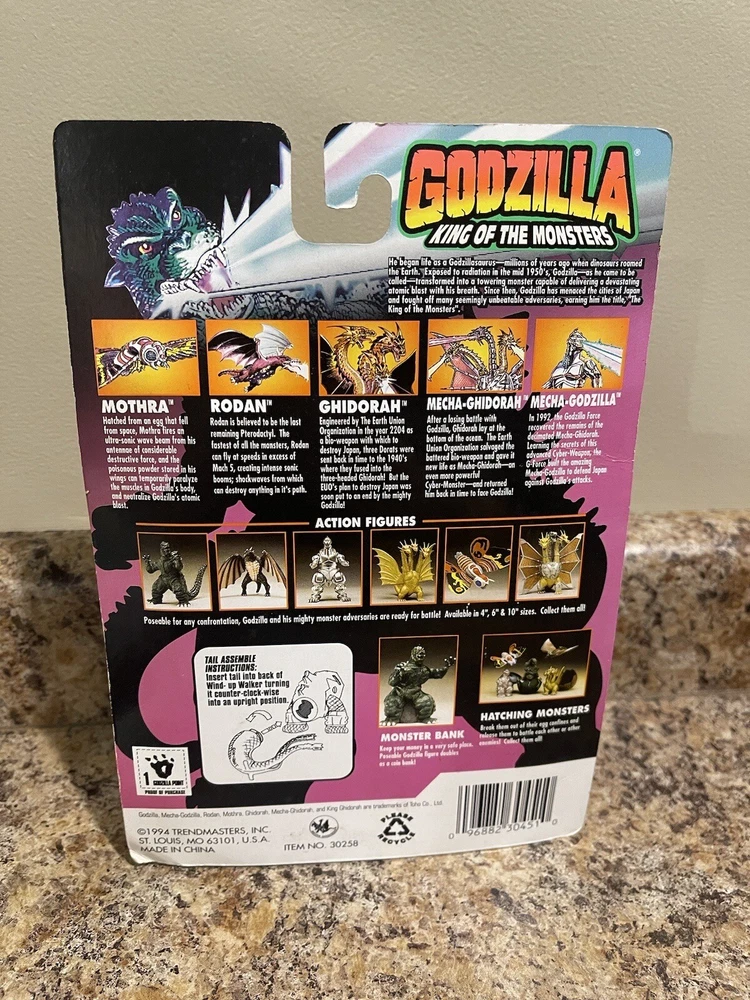 GODZILLA®
KING OF THE MONSTERS
He began life as a Godzillasaurus—millions of years ago when dinosaurs roamed
the Earth. Exposed to radiation in the mid 1950's, Godzilla—as he came to be
called—transformed into a towering monster capable of delivering a devastating
atomic blast with his breath. Since Then, Godzilla has menaced the cities of Japan
and fought off many seemingly unbeatable adversaries, earning him the title, "The
King of the Monsters".
MOTHRA™
Hatched from an egg that fell
from space, Mothra fires an
ultra-sonic wave beam from his
antennae of considerable
destructive force, and the
poisonous powder stored in his
wings can temporarily paralyze
the muscles in Godzilla's body,
and neutralize Godzilla's atomic
blast.
RODAN™
Rodan is believed to be the last
remaining Pterodactyl. The
fastest of all the monsters, Rodan
can fly at speeds in excess of
Mach 5, creating intense sonic
booms; shockwaves from which
can destroy anything in it's path.
GHIDORAH™
Engineered by The Earth Union
Organization in the year 2204 as
a bio-weapon with which to
destroy Japan, three Dorats were
sent back in time to the 1940's
where they fused into the
three-headed Ghidorah! But the
EUO's plan to destroy Japan was
soon put to an end by the mighty
Godzilla!
MECHA-GHIDORAH™
After a losing battle with
Godzilla, Ghidorah lay at the
bottom of the ocean. The Earth
Union Organization salvaged the
battered bio-weapon and gave it
new life as Mecha-Ghidorah—
an even more powerful
Cyber-Monster—and returned
him back in time to face Godzilla!
MECHA-GODZILLA™
In 1992, the Godzilla Force
recovered the remains of the
decimated Mecha-Ghidorah.
Learning the secrets of this
advanced Cyber-Weapon, the
G-Force built the amazing
Mecha-Godzilla to defend Japan
against Godzilla's attacks.
ACTION FIGURES
Poseable for any confrontation, Godzilla and his mighty monster adversaries are ready for battle! Available in 4", 6" & 10" sizes. Collect them all!
TAIL ASSEMBLE
INSTRUCTIONS:
Insert tail into back of
Wind- up Walker turning
it counter-clock-wise
into an upright position.
MONSTER BANK
Keep your money in a very safe place.
Poseable Godzilla figure doubles
as a coin bank!
HATCHING MONSTERS
Break them out of their egg confines and
release them to battle each other or other
enemies! Collect them all!
1 GODZILLA POINT
PROOF OF PURCHASE
Godzilla, Mecha-Godzilla, Rodan, Mothra, Ghidorah, Mecha-Ghidorah, and King Ghidorah are trademarks of Toho Co., Ltd.
©1994 TRENDMASTERS, INC.
ST. LOUIS, MO 63101, U.S.A.
MADE IN CHINA
ITEM NO. 30258
PLEASE
RECYCLE
0 96882 30451 0